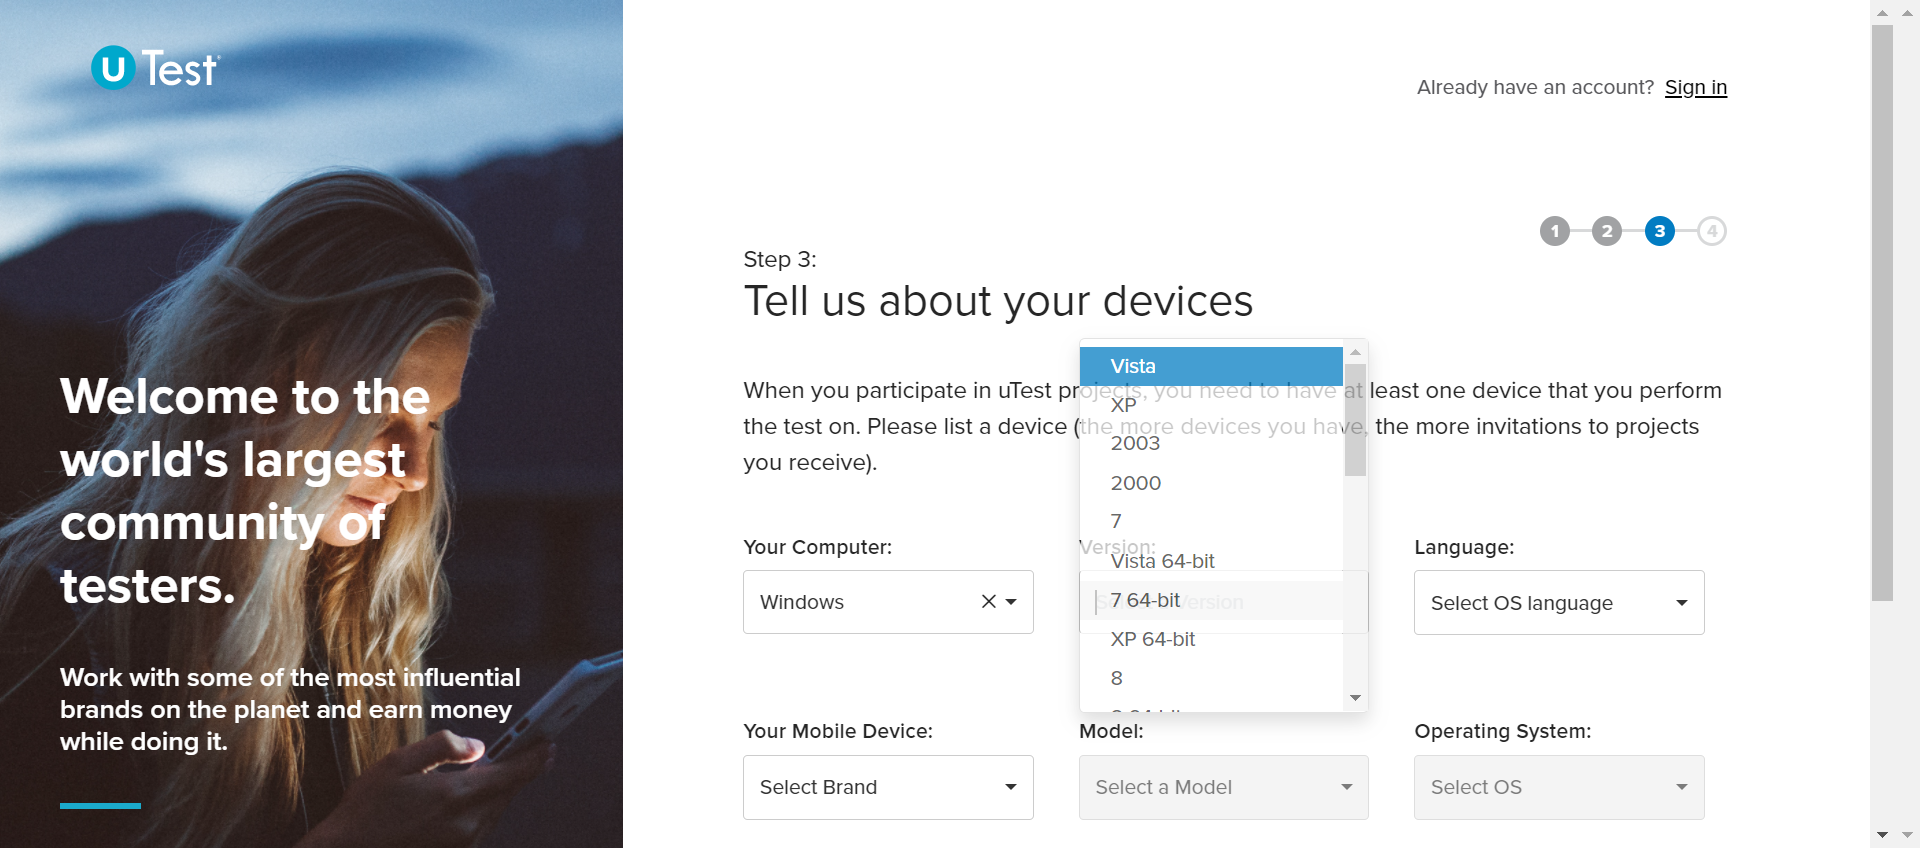 u Test
Already have an account? Sign in
1 2 3 4
Step 3:
Tell us about your devices
Welcome to the
world's largest
community of
testers.
Work with some of the most influential
brands on the planet and earn money
while doing it.
When you participate in uTest projects, you need to have at least one device that you perform
the test on. Please list a device (the more devices you have, the more invitations to projects
you receive).
Vista
XP
2003
2000
7
Vista 64-bit
7 64-bit
XP 64-bit
8
Your Computer:
Version:
Language:
Windows
Version
Select OS language
Your Mobile Device:
Model:
Operating System:
Select Brand
Select a Model
Select OS